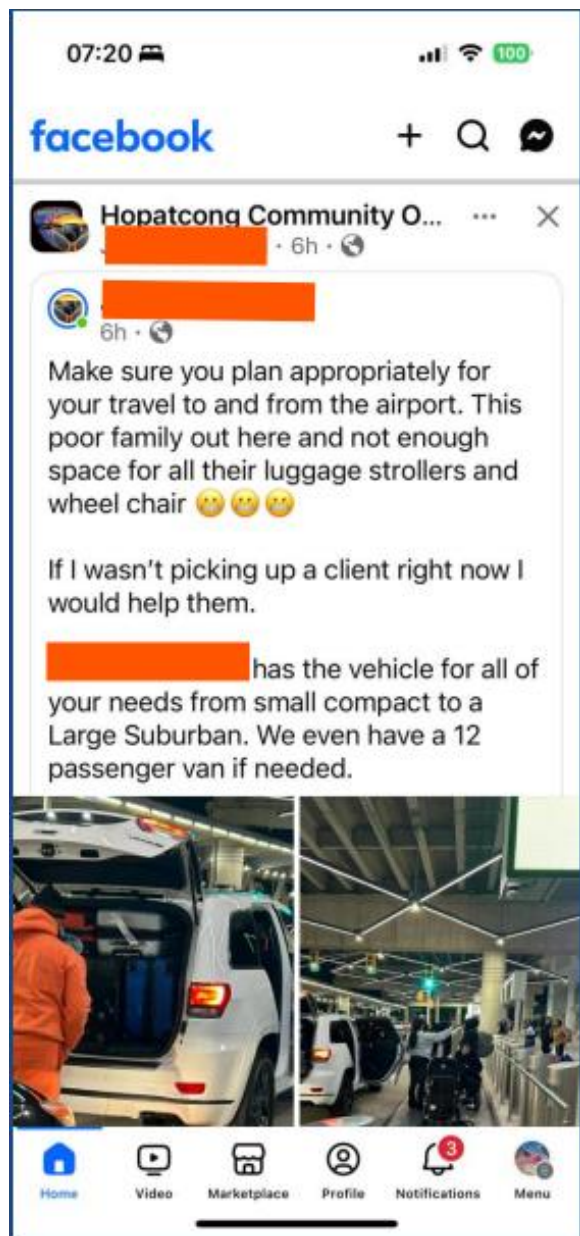 07:20
100
facebook
Hopatcong Community O...
· 6h ·
6h ·
Make sure you plan appropriately for
your travel to and from the airport. This
poor family out here and not enough
space for all their luggage strollers and
wheel chair 😬😬😬
If I wasn't picking up a client right now I
would help them.
has the vehicle for all of
your needs from small compact to a
Large Suburban. We even have a 12
passenger van if needed.
3
Home Video Marketplace Profile Notifications Menu